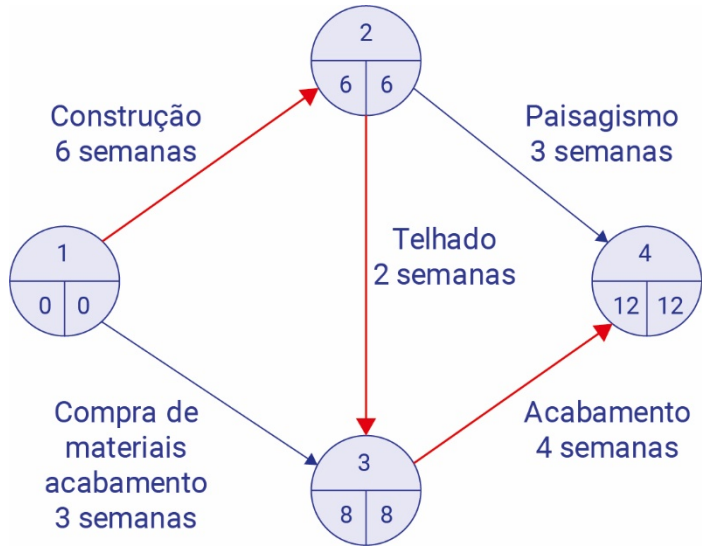 2
6 6
Construção
6 semanas
Paisagismo
3 semanas
1
0 0
Telhado
2 semanas
4
12 12
Compra de
materiais
acabamento
3 semanas
3
8 8
Acabamento
4 semanas